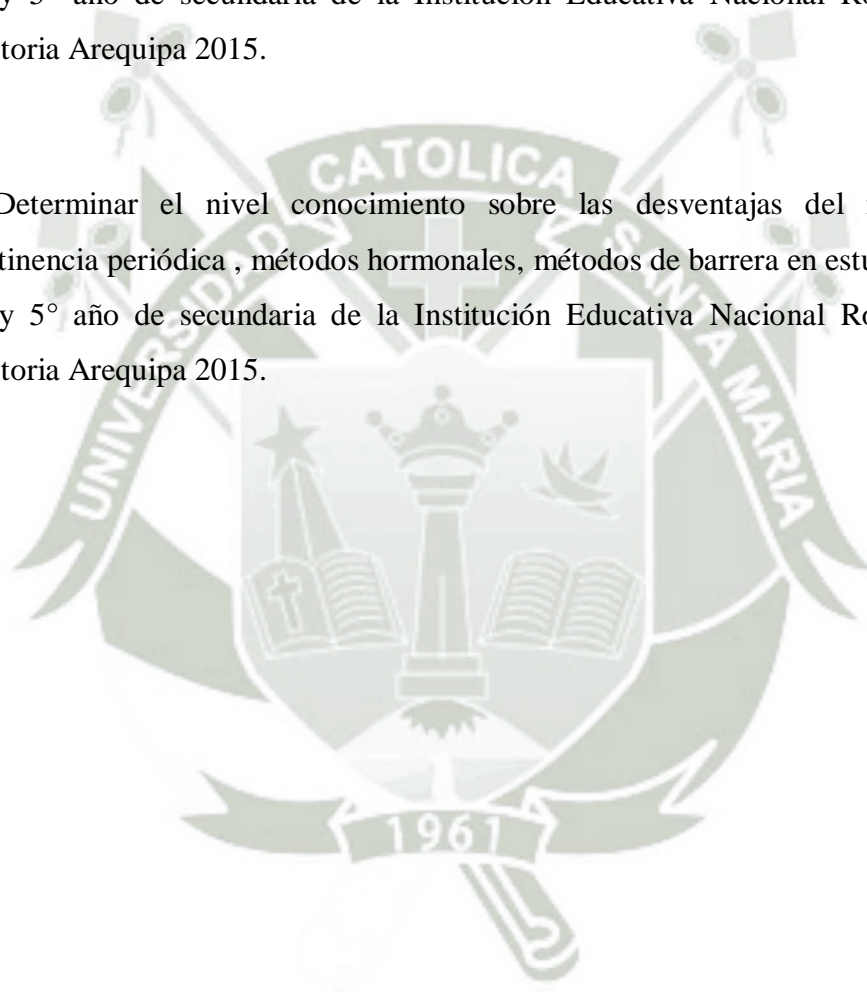 y 5° año de secundaria de la Institución Educativa Nacional
toria Arequipa 2015.
CATOLICA
Determinar el nivel conocimiento sobre las desventajas del
tinencia periódica , métodos hormonales, métodos de barrera en estu
y 5° año de secundaria de la Institución Educativa Nacional Ro
toria Arequipa 2015.
UNIVERSIDAD
SANTA MARIA
1961